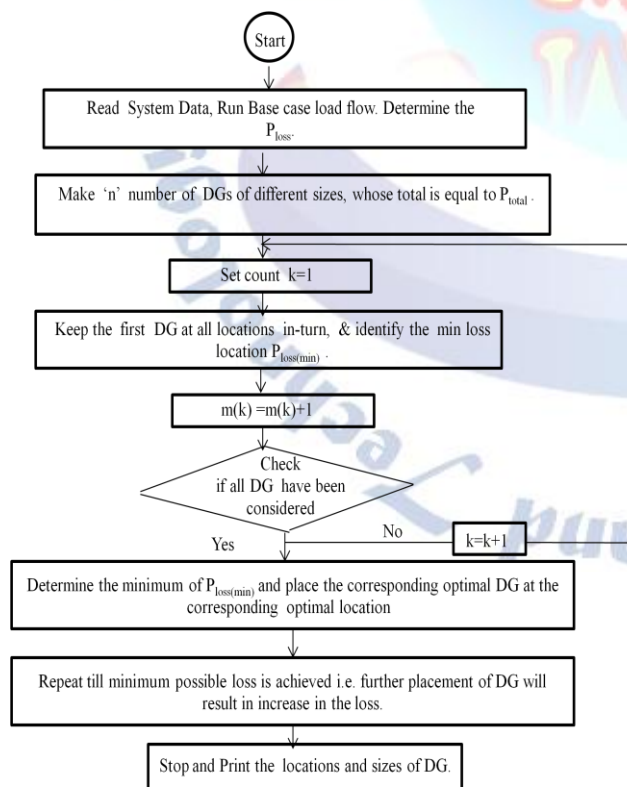 Start
Read System Data, Run Base case load flow. Determine the
Ploss.
Make ‘n’ number of DGs of different sizes, whose total is equal to Ptotal .
Set count k=1
Keep the first DG at all locations in-turn, & identify the min loss
location Ploss(min) .
m(k) =m(k)+1
Check
if all DG have been
considered
Yes
No
k=k+1
Determine the minimum of Ploss(min) and place the corresponding optimal DG at the
corresponding optimal location
Repeat till minimum possible loss is achieved i.e. further placement of DG will
result in increase in the loss.
Stop and Print the locations and sizes of DG.